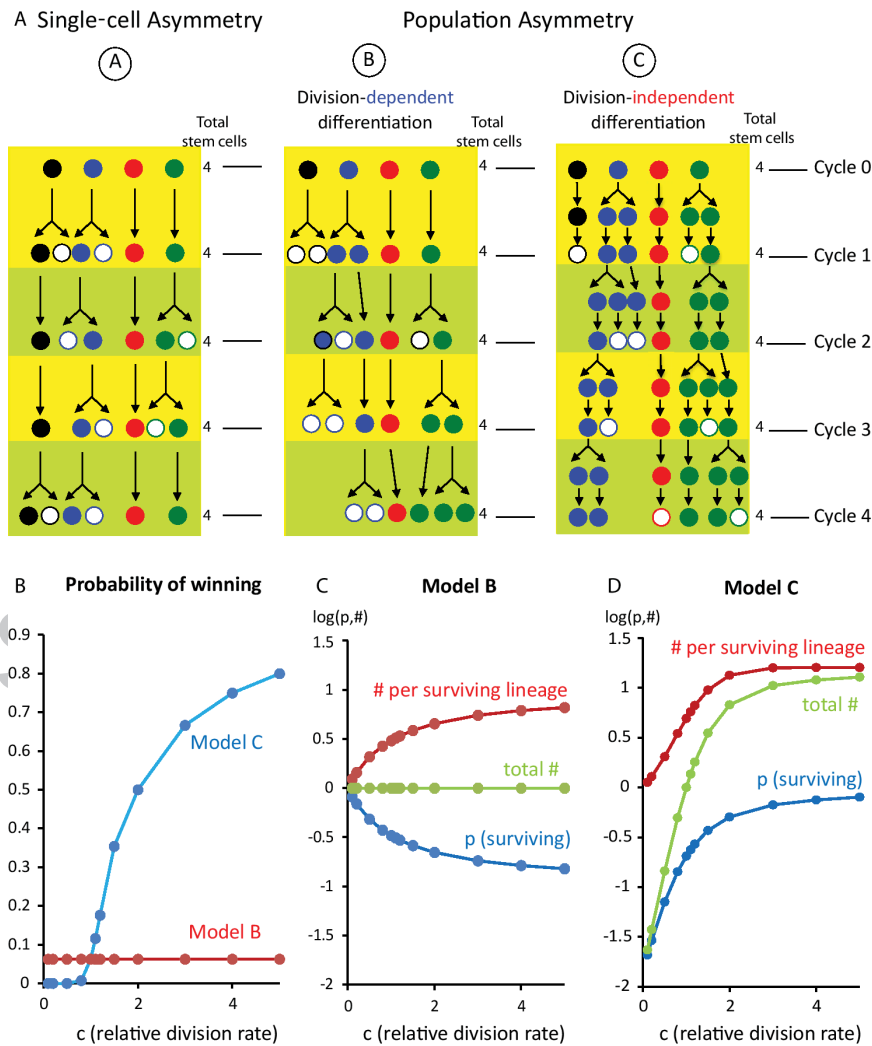 A Single-cell Asymmetry Population Asymmetry
A B C
Division-dependent differentiation
Division-independent differentiation
Total stem cells
Total stem cells
Total stem cells
4 4 4 Cycle 0
4 4 4 Cycle 1
4 4 4 Cycle 2
4 4 4 Cycle 3
4 4 4 Cycle 4
B Probability of winning
0.9
0.8
0.7
0.6
0.5
0.4
0.3
0.2
0.1
0
Model C
Model B
0 2 4
c (relative division rate)
C Model B
log(p,#)
1.5
1
0.5
0
-0.5
-1
-1.5
-2
# per surviving lineage
total #
p (surviving)
0 2 4
c (relative division rate)
D Model C
log(p,#)
1.5
1
0.5
0
-0.5
-1
-1.5
-2
# per surviving lineage
total #
p (surviving)
0 2 4
c (relative division rate)